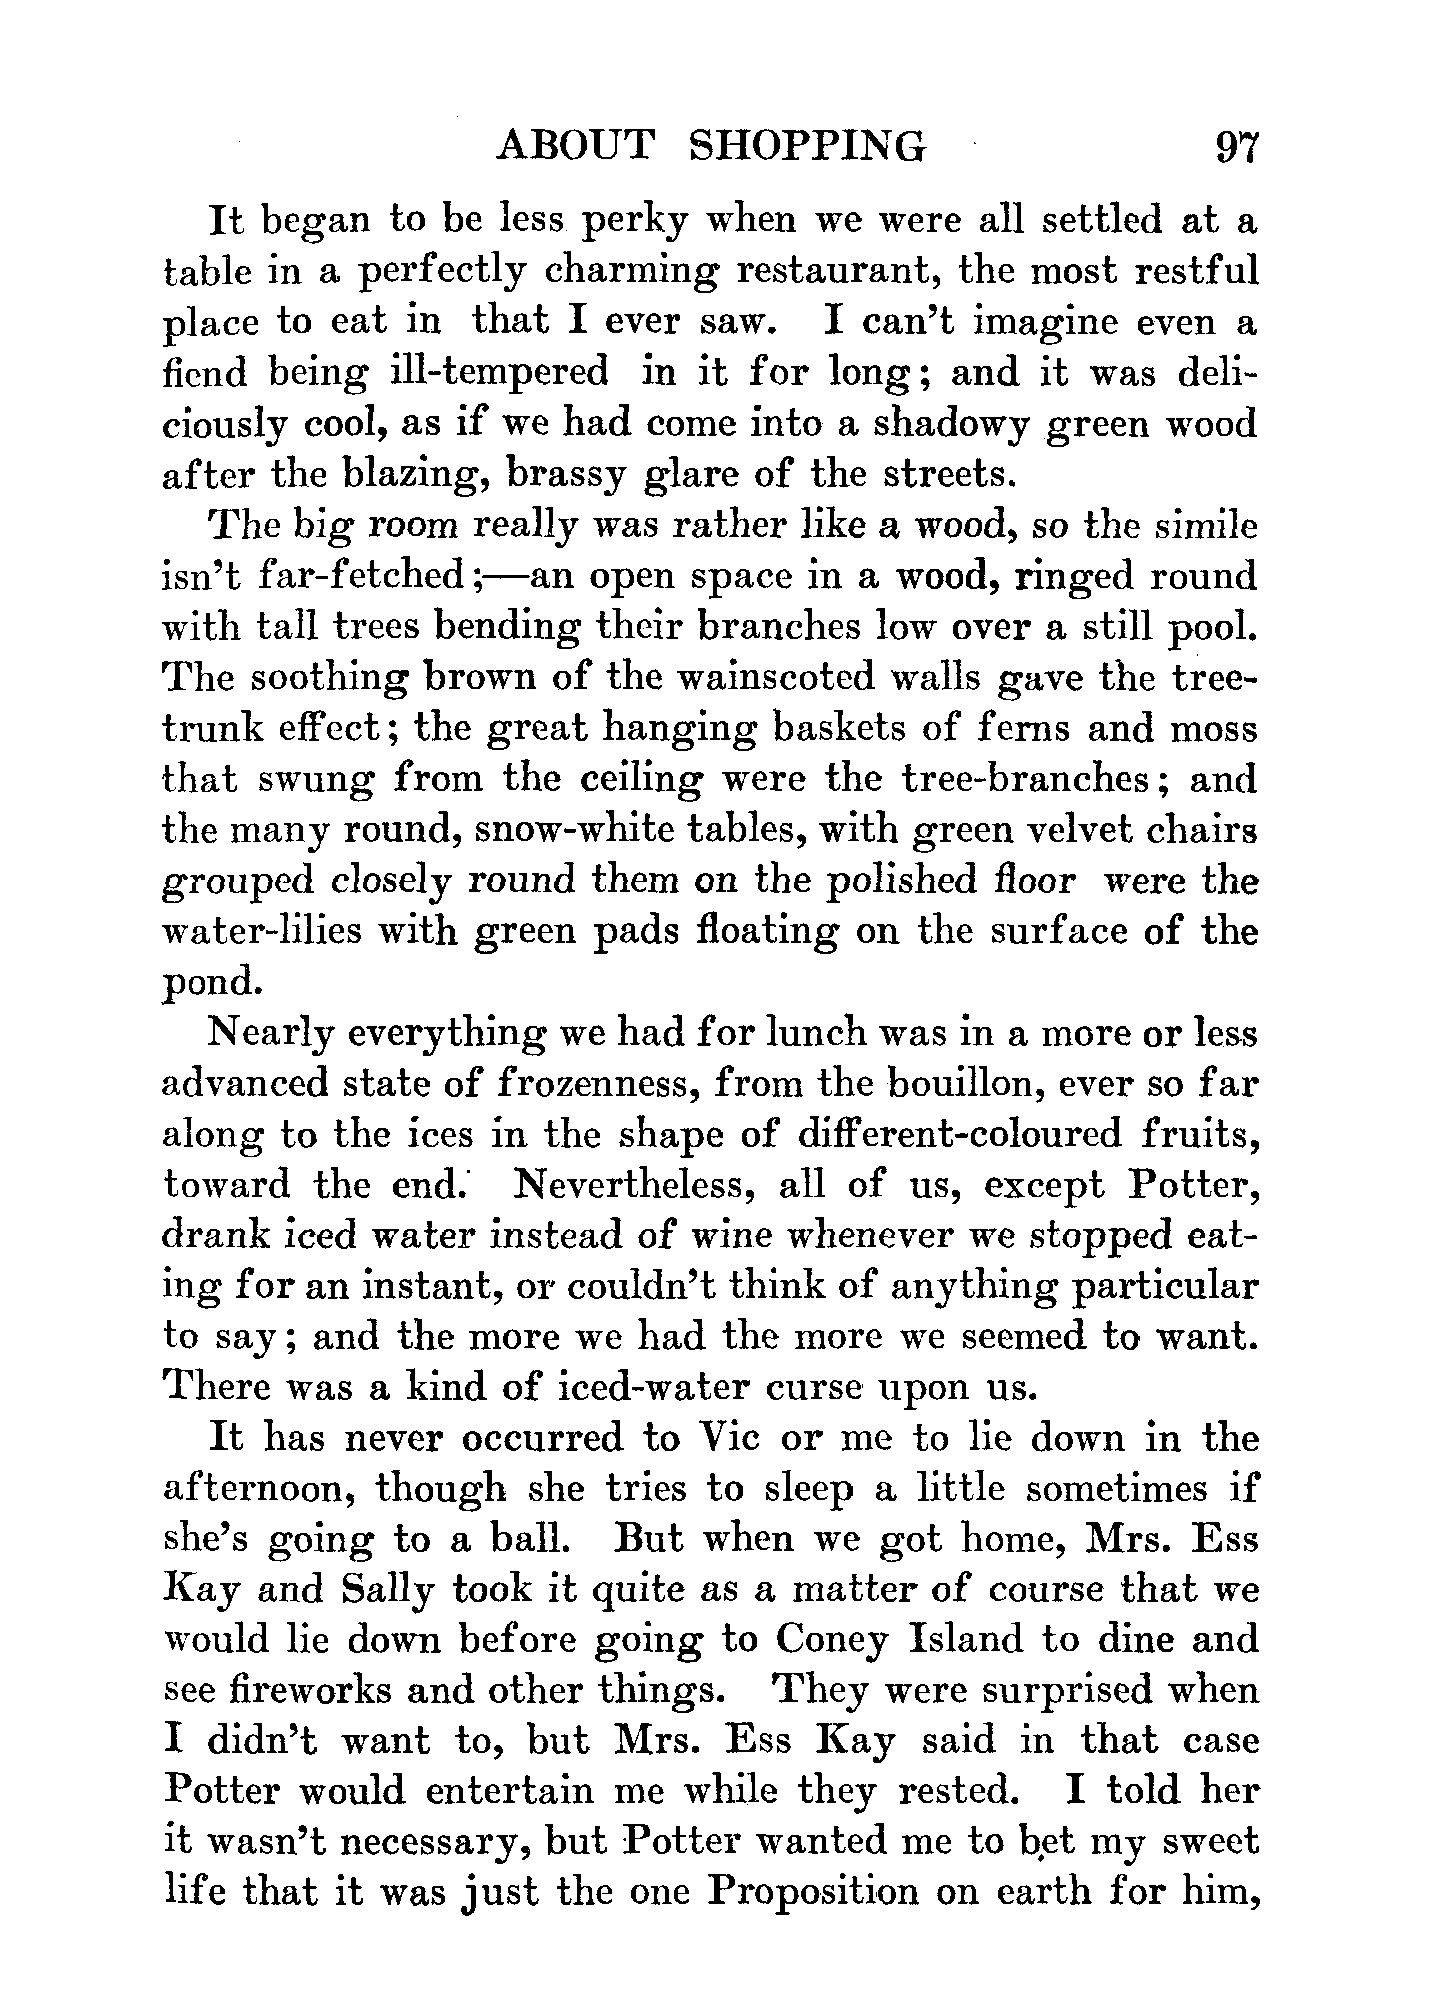 ABOUT SHOPPING 97
It began to be less perky when we were all settled at a
table in a perfectly charming restaurant, the most restful
place to eat in that I ever saw. I can't imagine even a
fiend being ill-tempered in it for long; and it was deli-
ciously cool, as if we had come into a shadowy green wood
after the blazing, brassy glare of the streets.
The big room really was rather like a wood, so the simile
isn't far-fetched;—an open space in a wood, ringed round
with tall trees bending their branches low over a still pool.
The soothing brown of the wainscoted walls gave the tree-
trunk effect; the great hanging baskets of ferns and moss
that swung from the ceiling were the tree-branches; and
the many round, snow-white tables, with green velvet chairs
grouped closely round them on the polished floor were the
water-lilies with green pads floating on the surface of the
pond.
Nearly everything we had for lunch was in a more or less
advanced state of frozenness, from the bouillon, ever so far
along to the ices in the shape of different-coloured fruits,
toward the end. Nevertheless, all of us, except Potter,
drank iced water instead of wine whenever we stopped eat-
ing for an instant, or couldn't think of anything particular
to say; and the more we had the more we seemed to want.
There was a kind of iced-water curse upon us.
It has never occurred to Vic or me to lie down in the
afternoon, though she tries to sleep a little sometimes if
she's going to a ball. But when we got home, Mrs. Ess
Kay and Sally took it quite as a matter of course that we
would lie down before going to Coney Island to dine and
see fireworks and other things. They were surprised when
I didn't want to, but Mrs. Ess Kay said in that case
Potter would entertain me while they rested. I told her
it wasn't necessary, but Potter wanted me to bet my sweet
life that it was just the one Proposition on earth for him,